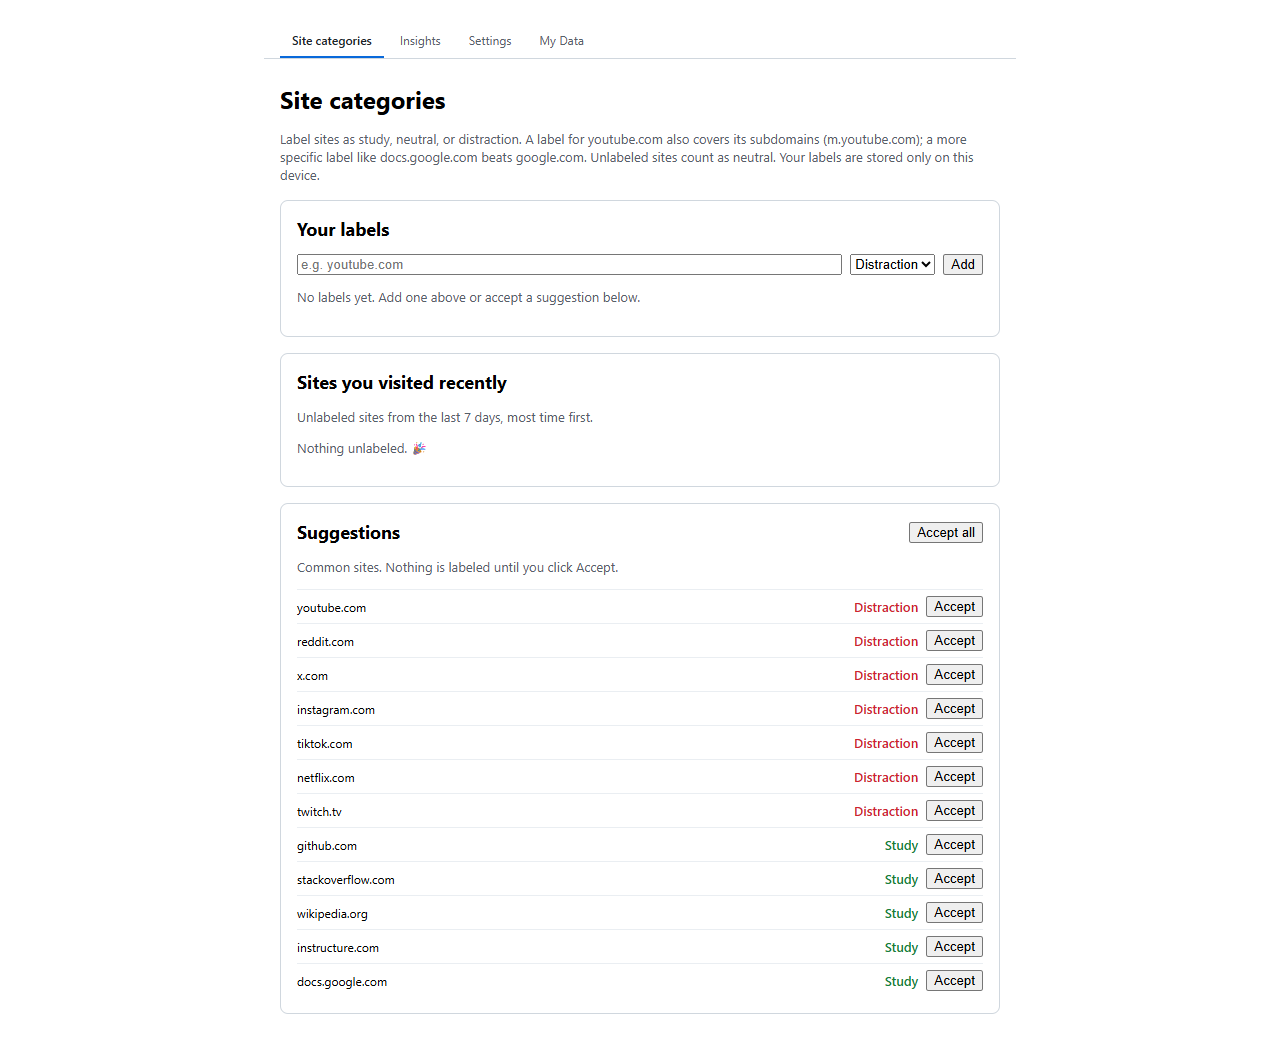 Site categories Insights Settings My Data
Site categories
Label sites as study, neutral, or distraction. A label for youtube.com also covers its subdomains (m.youtube.com); a more
specific label like docs.google.com beats google.com. Unlabeled sites count as neutral. Your labels are stored only on this
device.
Your labels
e.g. youtube.com Distraction Add
No labels yet. Add one above or accept a suggestion below.
Sites you visited recently
Unlabeled sites from the last 7 days, most time first.
Nothing unlabeled. 🎉
Suggestions Accept all
Common sites. Nothing is labeled until you click Accept.
youtube.com Distraction Accept
reddit.com Distraction Accept
x.com Distraction Accept
instagram.com Distraction Accept
tiktok.com Distraction Accept
netflix.com Distraction Accept
twitch.tv Distraction Accept
github.com Study Accept
stackoverflow.com Study Accept
wikipedia.org Study Accept
instructure.com Study Accept
docs.google.com Study Accept